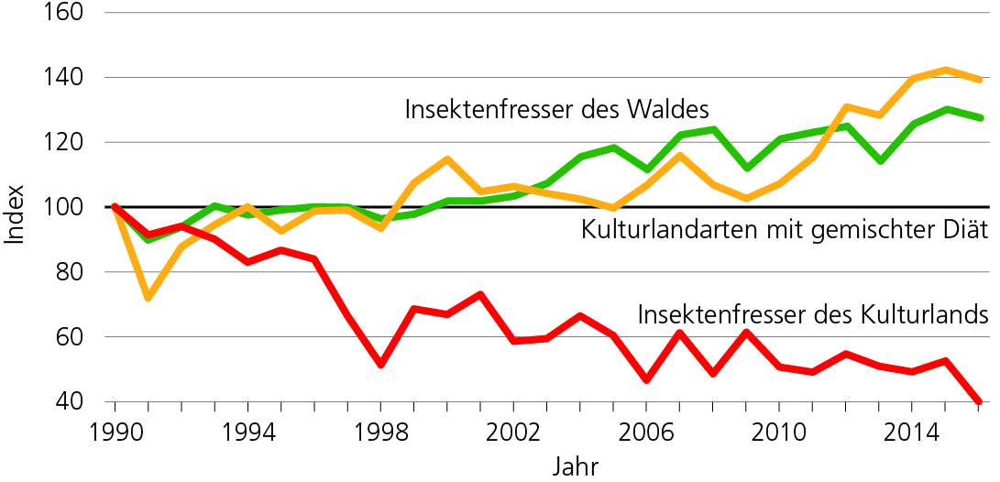 160
140
Insektenfresser des Waldes
120
100
Kulturlandarten mit gemischter Diät
Index
80
Insektenfresser des Kulturlands
60
40
1990 1994 1998 2002 2006 2010 2014
Jahr